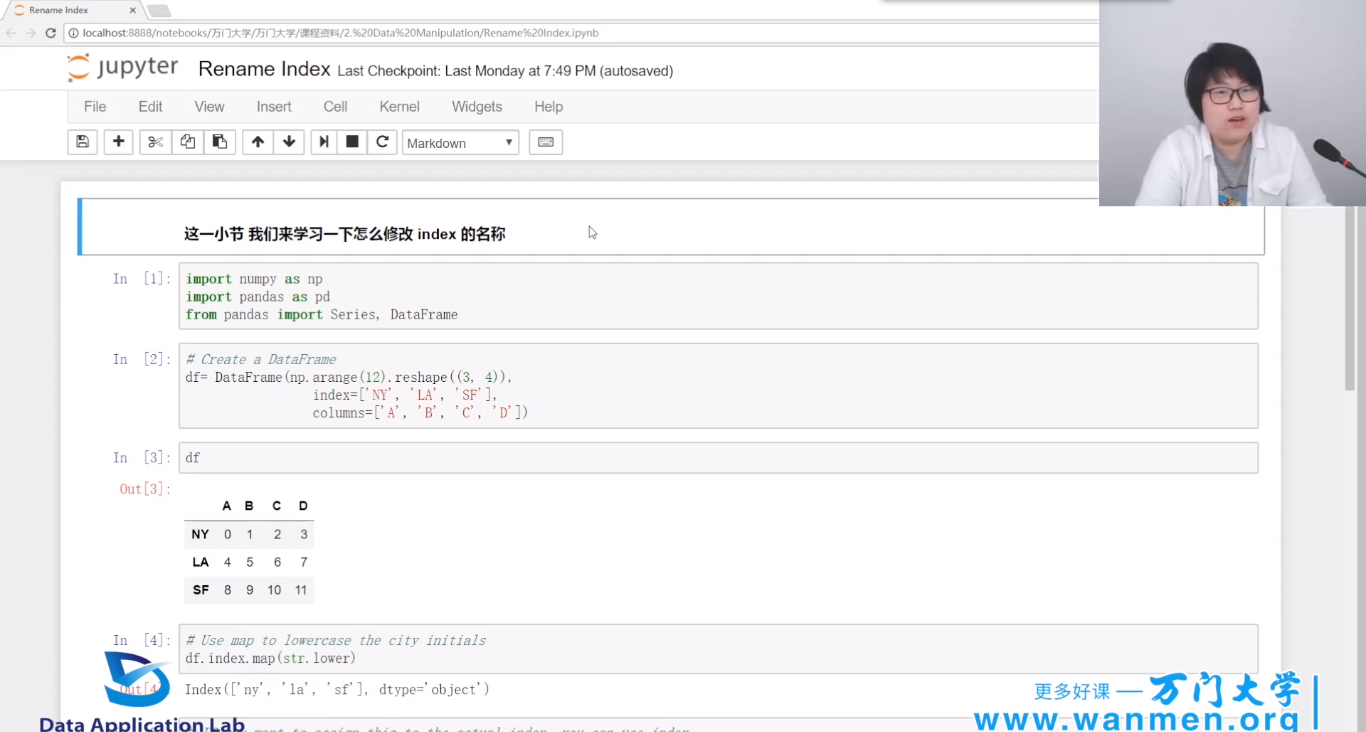 Rename Index
localhost:8888/notebooks/万门大学/万门大学/课程资料/2.%20Data%20Manipulation/Rename%20Index.ipynb
jupyter Rename Index Last Checkpoint: Last Monday at 7:49 PM (autosaved)
File Edit View Insert Cell Kernel Widgets Help
Markdown
这一小节 我们来学习一下怎么修改 index 的名称
In [1]: import numpy as np
import pandas as pd
from pandas import Series, DataFrame
In [2]: # Create a DataFrame
df= DataFrame(np.arange(12).reshape((3, 4)),
index=['NY', 'LA', 'SF'],
columns=['A', 'B', 'C', 'D'])
In [3]: df
Out[3]:
A B C D
NY 0 1 2 3
LA 4 5 6 7
SF 8 9 10 11
In [4]: # Use map to lowercase the city initials
df.index.map(str.lower)
Out[4] Index(['ny', 'la', 'sf'], dtype='object')
want to assign this to the actual index, you can use index
Data Application Lab
更多好课 — 万门大学
www.wanmen.org